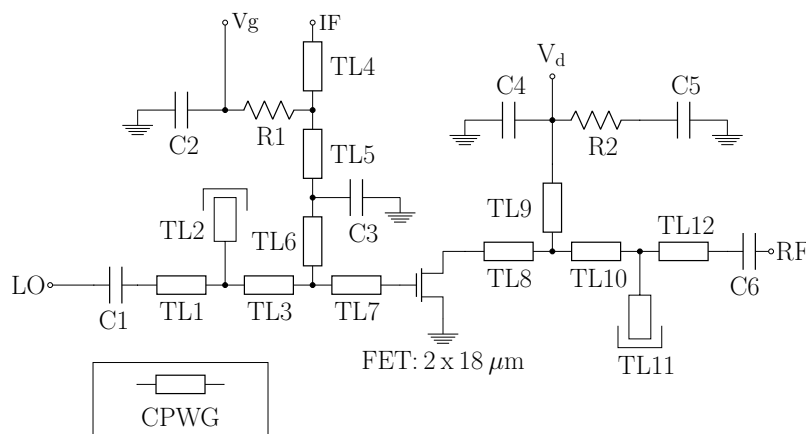 Vg
IF
TL4
V_d
C4
C5
C2
R1
TL5
R2
TL2
TL6
C3
TL9
TL12
LO
C1
TL1
TL3
TL7
TL8
TL10
C6
RF
FET: 2 x 18 μm
TL11
CPWG